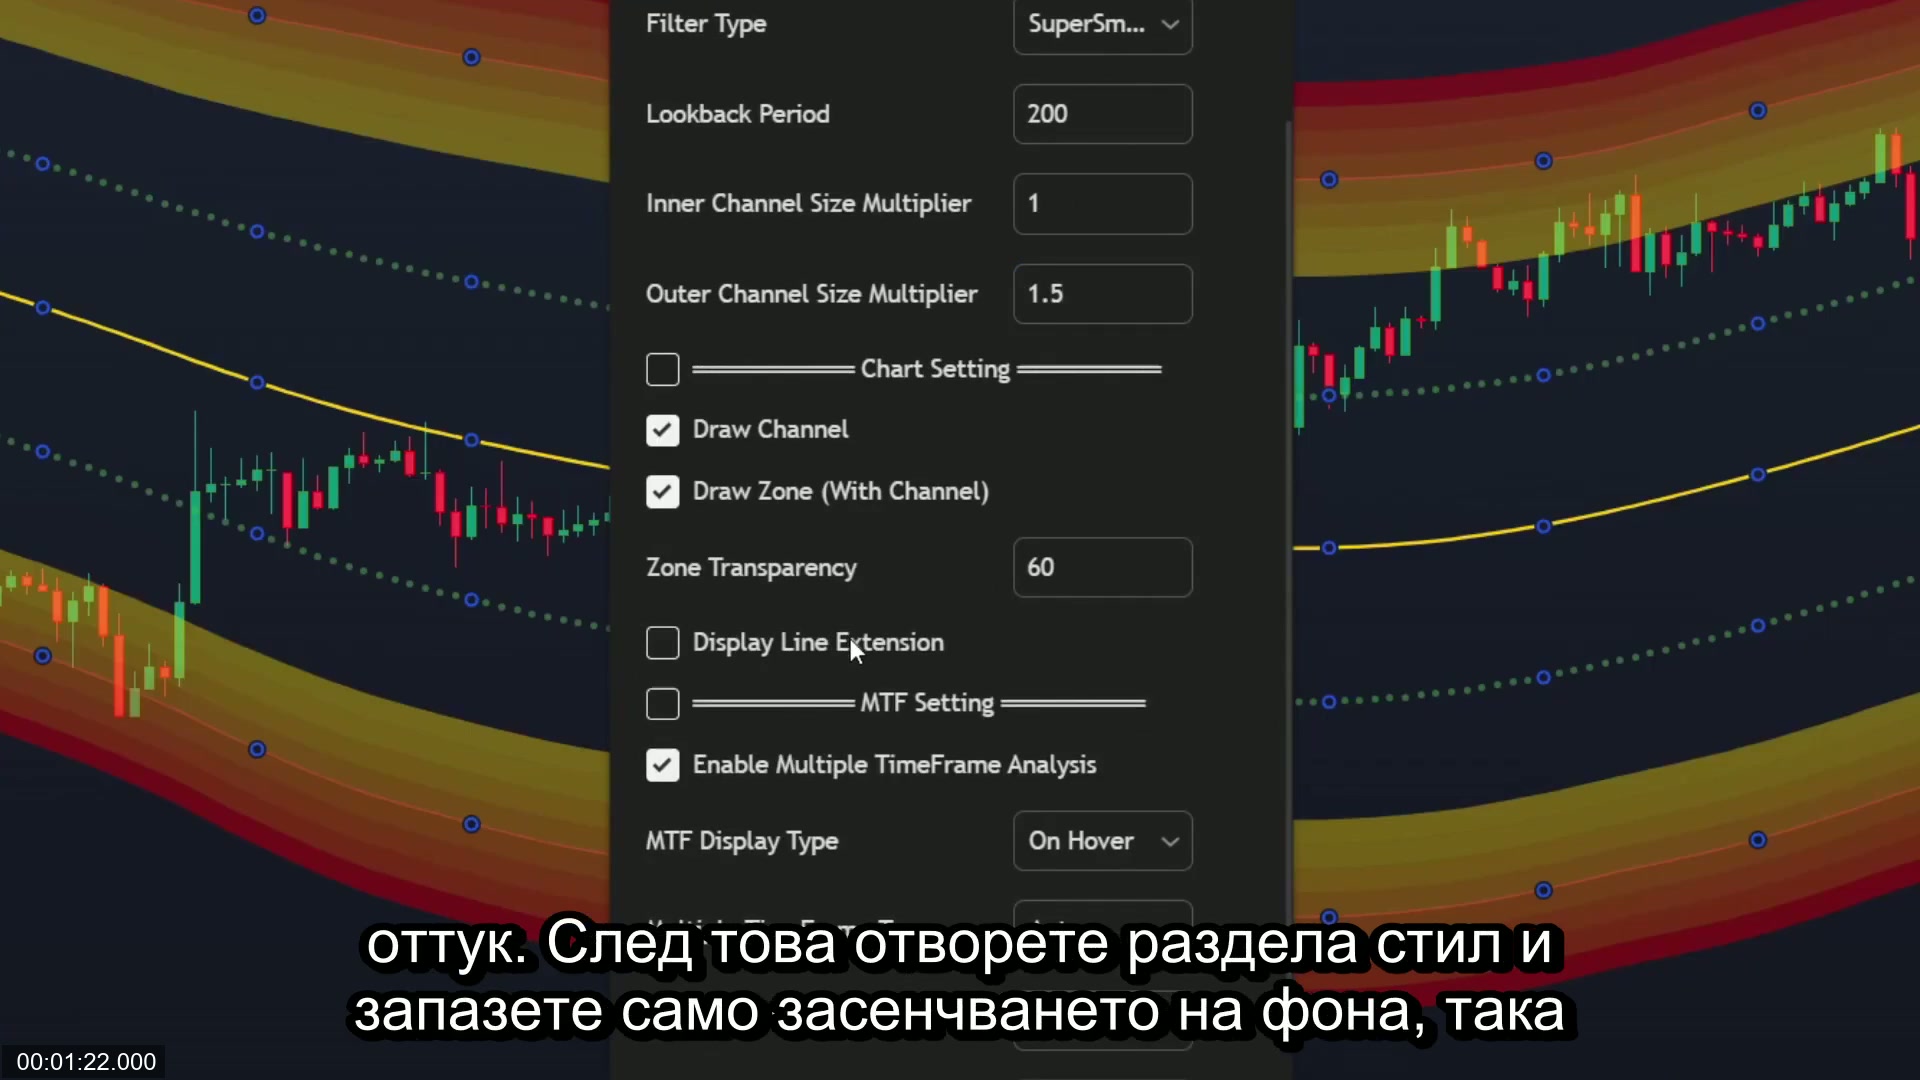 Filter Type
SuperSm...
Lookback Period
200
Inner Channel Size Multiplier
1
Outer Channel Size Multiplier
1.5
Chart Setting
Draw Channel
Draw Zone (With Channel)
Zone Transparency
60
Display Line Extension
MTF Setting
Enable Multiple TimeFrame Analysis
MTF Display Type
On Hover
оттук. След това отворете раздела стил и
запазете само засенчването на фона, така
00:01:22.000